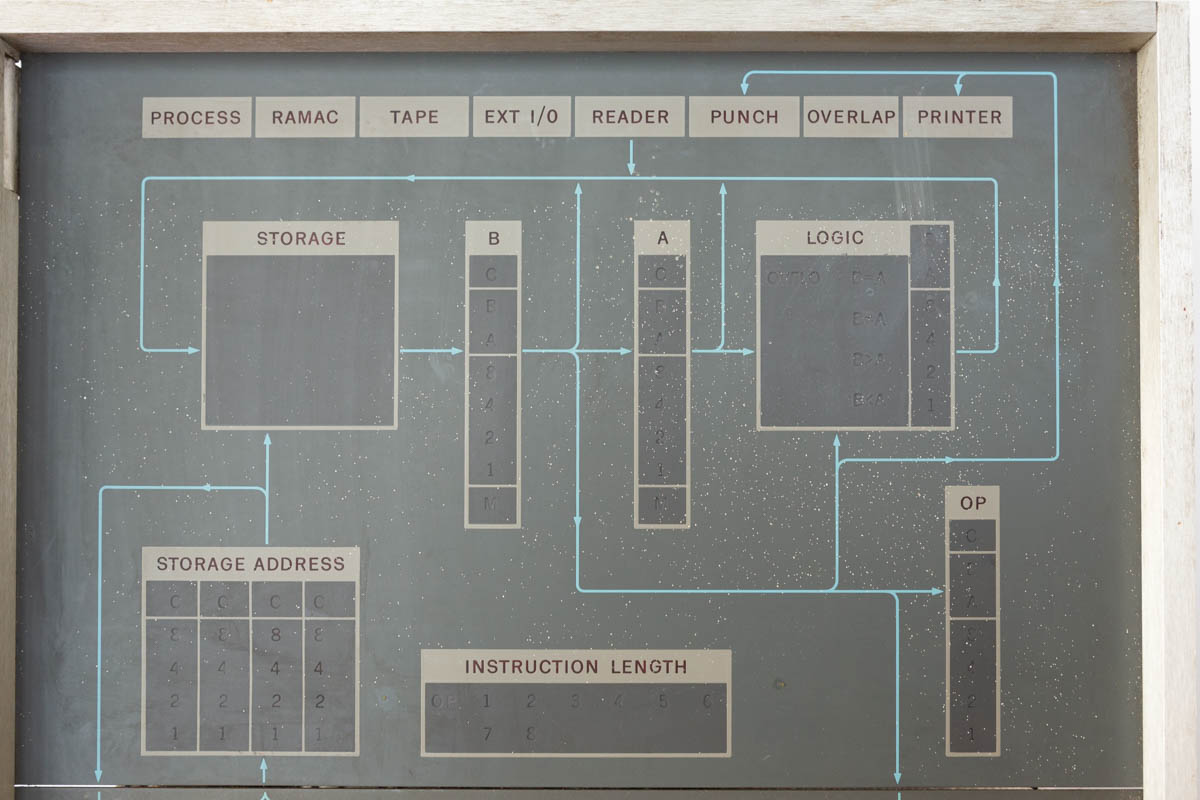 PROCESS RAMAC TAPE EXT I/O READER PUNCH OVERLAP PRINTER
STORAGE
B
C
B
A
8
4
2
1
M
A
C
B
A
8
4
2
1
M
LOGIC
OVFLO B=A
B≠A
B>A
B<A
C
A
8
4
2
1
STORAGE ADDRESS
C C C C
8 8 8 8
4 4 4 4
2 2 2 2
1 1 1 1
INSTRUCTION LENGTH
OP 1 2 3 4 5 6
7 8
OP
C
B
A
8
4
2
1